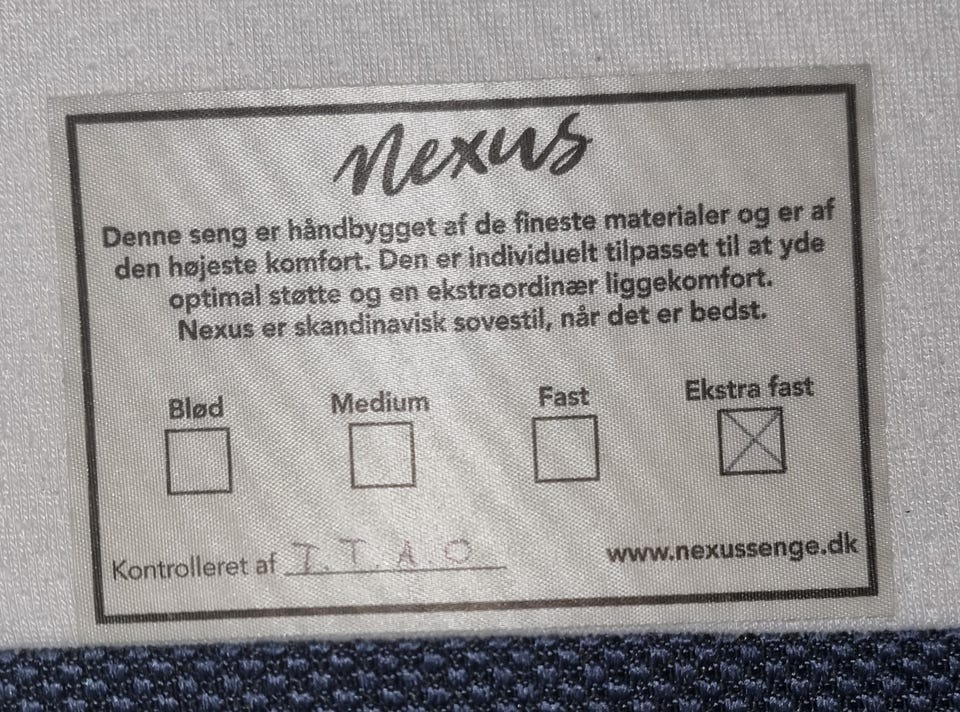 Nexus
Denne seng er håndbygget af de fineste materialer og er af
den højeste komfort. Den er individuelt tilpasset til at yde
optimal støtte og en ekstraordinær liggekomfort.
Nexus er skandinavisk sovestil, når det er bedst.
Blød Medium Fast Ekstra fast
Kontrolleret af T.T.A.O www.nexussenge.dk